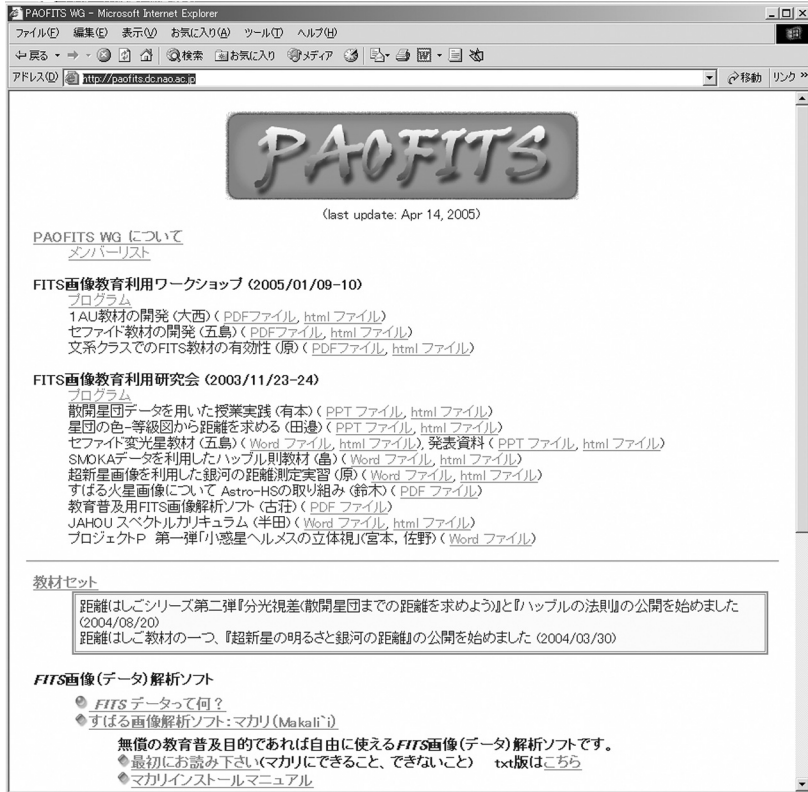 PAOFITS WG - Microsoft Internet Explorer
ファイル(F) 編集(E) 表示(V) お気に入り(A) ツール(T) ヘルプ(H)
戻る 検索 お気に入り メディア
アドレス(D) http://paofits.dc.nao.ac.jp 移動 リンク »
PAOFITS
(last update: Apr 14, 2005)
PAOFITS WG について
メンバーリスト
FITS画像教育利用ワークショップ (2005/01/09-10)
プログラム
1AU教材の開発 (大西) ( PDFファイル, html ファイル)
セファイド教材の開発 (五島) ( PDFファイル, html ファイル)
文系クラスでのFITS教材の有効性 (原) ( PDFファイル, html ファイル)
FITS画像教育利用研究会 (2003/11/23-24)
プログラム
散開星団データを用いた授業実践 (有本) ( PPT ファイル, html ファイル)
星団の色-等級図から距離を求める (田邉) ( PPT ファイル, html ファイル)
セファイド変光星教材 (五島) ( Word ファイル, html ファイル), 発表資料 ( PPT ファイル, html ファイル)
SMOKAデータを利用したハッブル則教材 (畠) ( Word ファイル, html ファイル)
超新星画像を利用した銀河の距離測定実習 (原) ( Word ファイル, html ファイル)
すばる火星画像について Astro-HSの取り組み (鈴木) ( PDF ファイル)
教育普及用FITS画像解析ソフト (古荘) ( PDF ファイル)
JAHOU スペクトルカリキュラム (半田) ( Word ファイル, html ファイル)
プロジェクトP 第一弾「小惑星ヘルメスの立体視」(宮本, 佐野) ( Word ファイル)
教材セット
距離はしごシリーズ第二弾『分光視差(散開星団までの距離を求めよう)』と『ハッブルの法則』の公開を始めました
(2004/08/20)
距離はしご教材の一つ、『超新星の明るさと銀河の距離』の公開を始めました (2004/03/30)
FITS画像(データ)解析ソフト
FITS データって何？
すばる画像解析ソフト：マカリ(Makali`i)
無償の教育普及目的であれば自由に使えるFITS画像(データ)解析ソフトです。
最初にお読み下さい(マカリにできること、できないこと) txt版はこちら
マカリインストールマニュアル